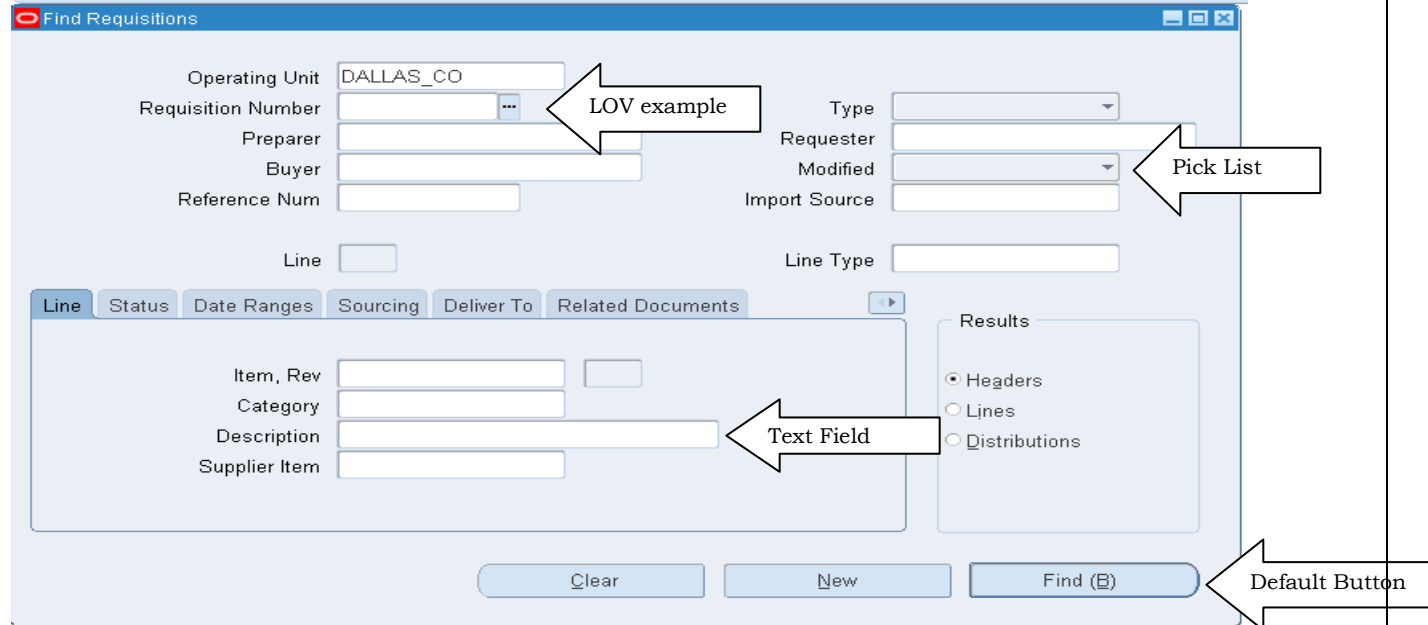 Find Requisitions
Operating Unit DALLAS_CO
Requisition Number ... LOV example Type
Preparer Requester
Buyer Modified Pick List
Reference Num Import Source
Line Line Type
Line Status Date Ranges Sourcing Deliver To Related Documents
Results
Item, Rev Headers
Category Lines
Description Text Field Distributions
Supplier Item
Clear New Find (B) Default Button